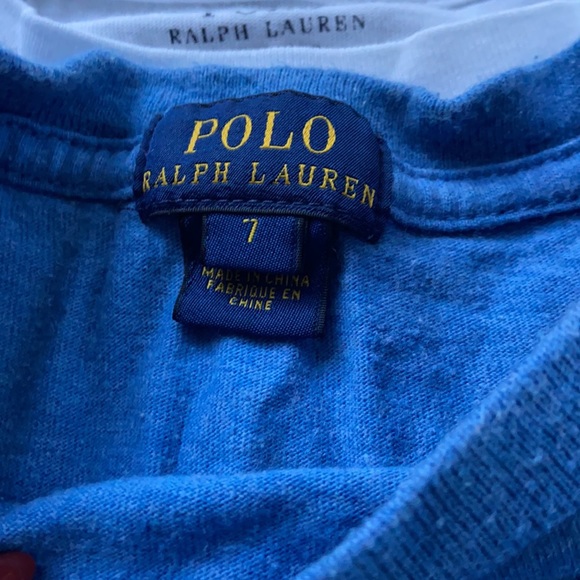 RALPH LAUREN
POLO
RALPH LAUREN
7
MADE IN CHINA
FABRIQUE EN
CHINE